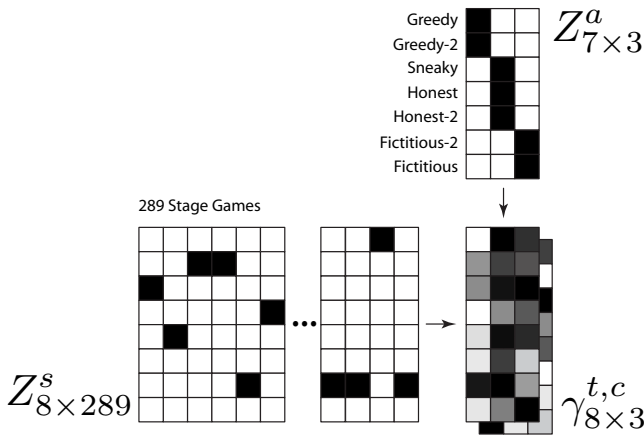 Greedy
Greedy-2
Sneaky
Honest
Honest-2
Fictitious-2
Fictitious
Z^a_{7×3}
289 Stage Games
•••
Z^s_{8×289}
γ^{t,c}_{8×3}